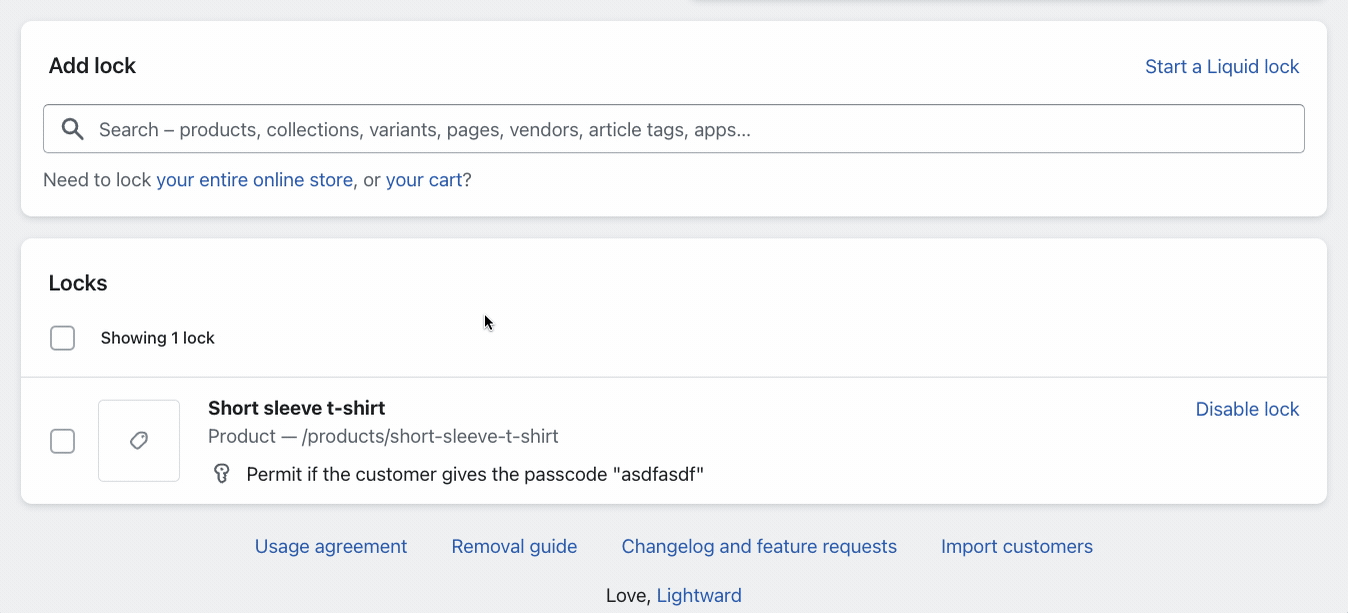 Add lock
Start a Liquid lock
Search – products, collections, variants, pages, vendors, article tags, apps...
Need to lock your entire online store, or your cart?
Locks
Showing 1 lock
Short sleeve t-shirt
Disable lock
Product — /products/short-sleeve-t-shirt
Permit if the customer gives the passcode "asdfasdf"
Usage agreement Removal guide Changelog and feature requests Import customers
Love, Lightward